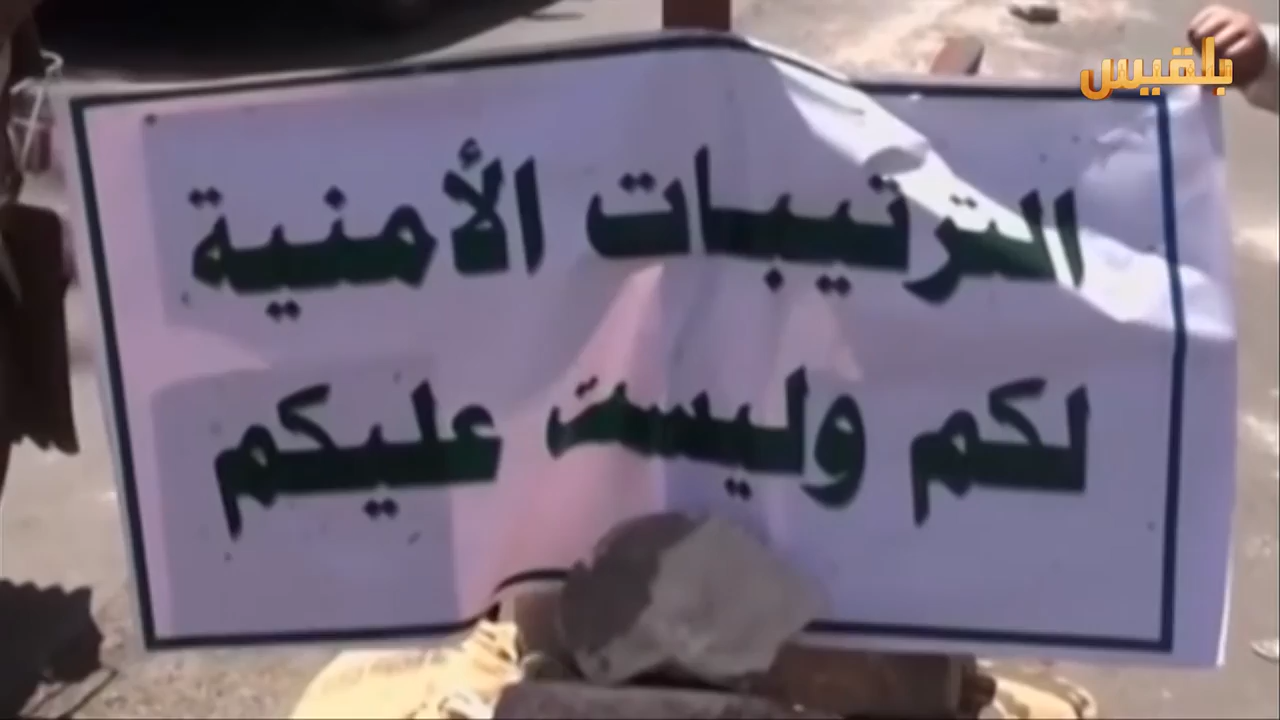 بلقيس
الترتيبات الأمنية
لكم وليست عليكم